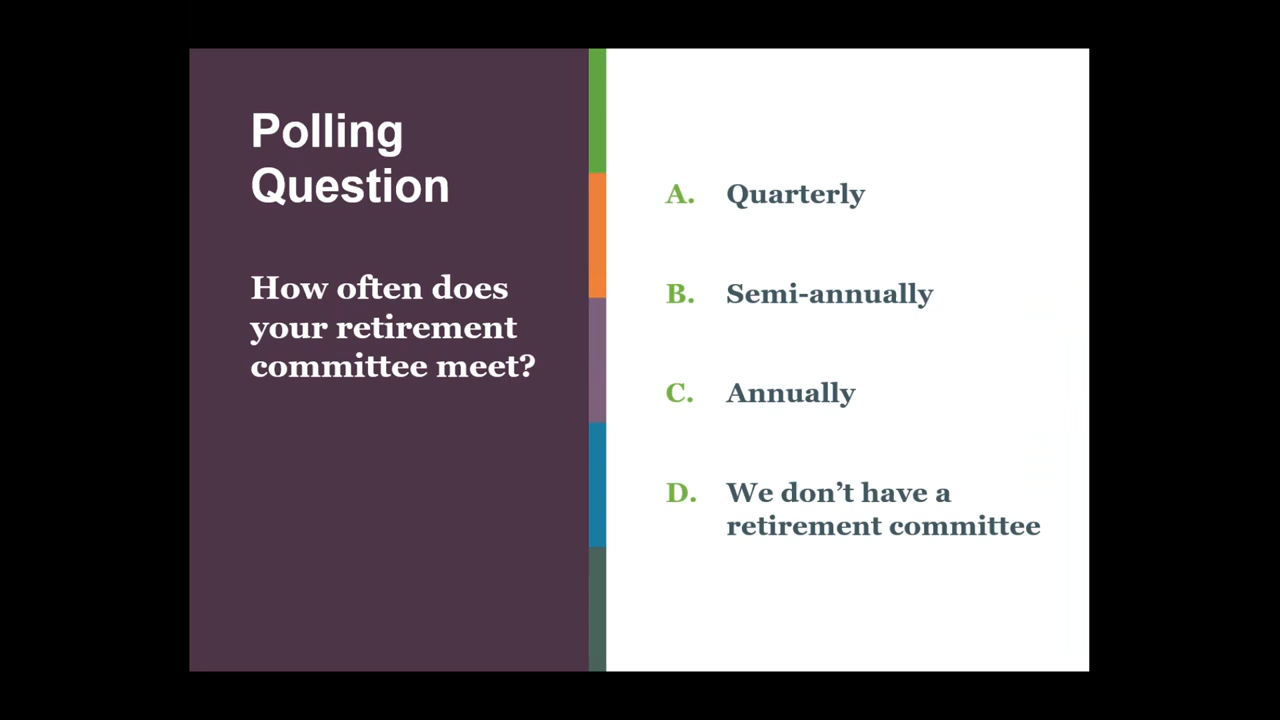 Polling
Question
How often does
your retirement
committee meet?
A. Quarterly
B. Semi-annually
C. Annually
D. We don’t have a
retirement committee